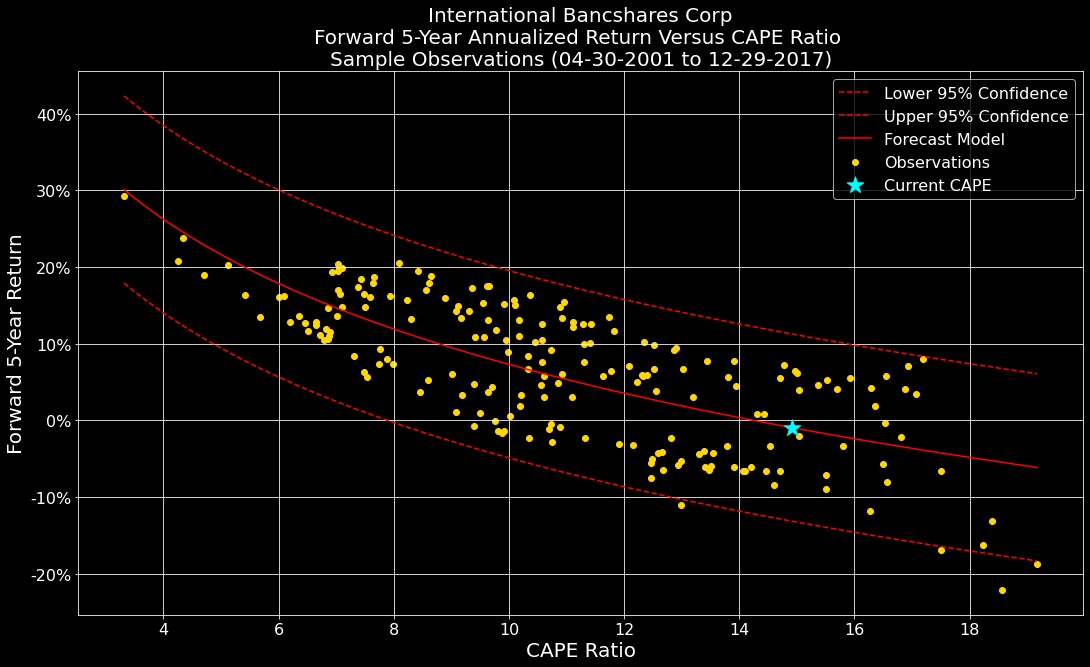 International Bancshares Corp
Forward 5-Year Annualized Return Versus CAPE Ratio
Sample Observations (04-30-2001 to 12-29-2017)
Lower 95% Confidence
Upper 95% Confidence
Forecast Model
Observations
Current CAPE
Forward 5-Year Return
40%
30%
20%
10%
0%
-10%
-20%
4 6 8 10 12 14 16 18
CAPE Ratio